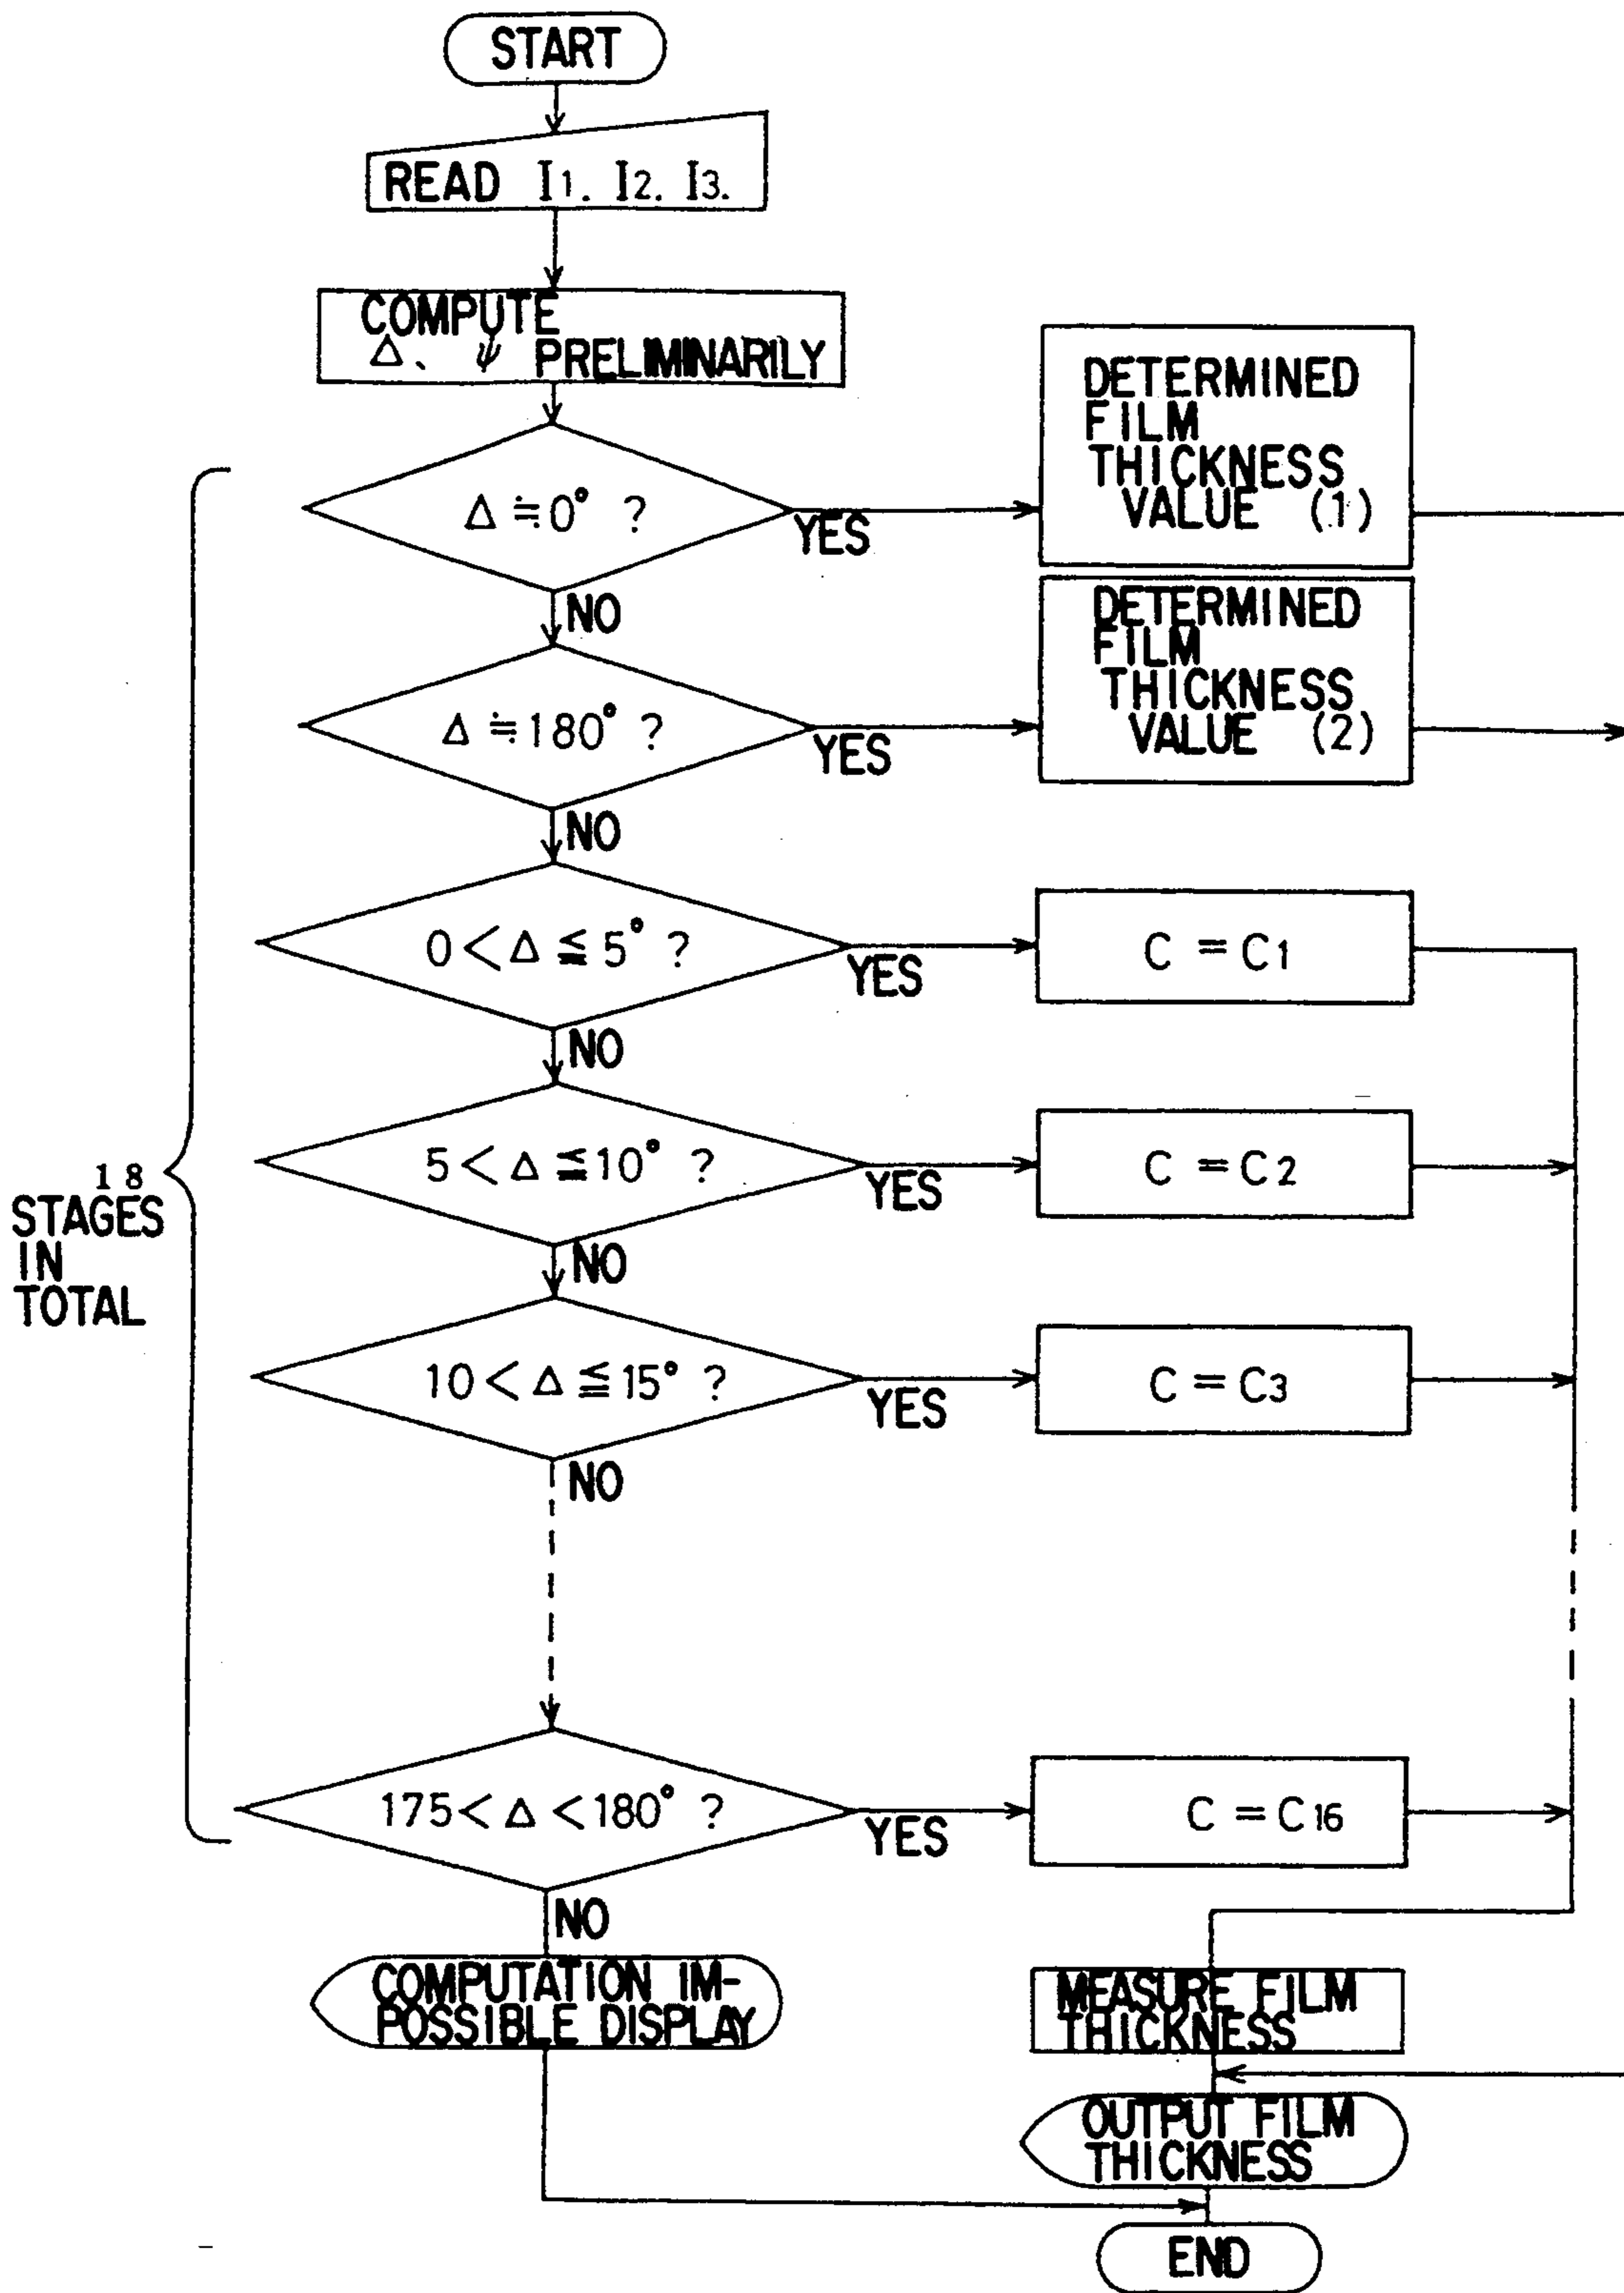 START
READ I1. I2. I3.
COMPUTE
Δ、 ψ PRELIMINARILY
Δ≒0° ?
YES
DETERMINED
FILM
THICKNESS
VALUE (1)
NO
Δ≒180° ?
YES
DETERMINED
FILM
THICKNESS
VALUE (2)
NO
0<Δ≦5° ?
YES
C=C1
NO
5<Δ≦10° ?
YES
C=C2
18
STAGES
IN
TOTAL
NO
10<Δ≦15° ?
YES
C=C3
NO
175<Δ<180° ?
YES
C=C16
NO
COMPUTATION IM-
POSSIBLE DISPLAY
MEASURE FILM
THICKNESS
OUTPUT FILM
THICKNESS
END